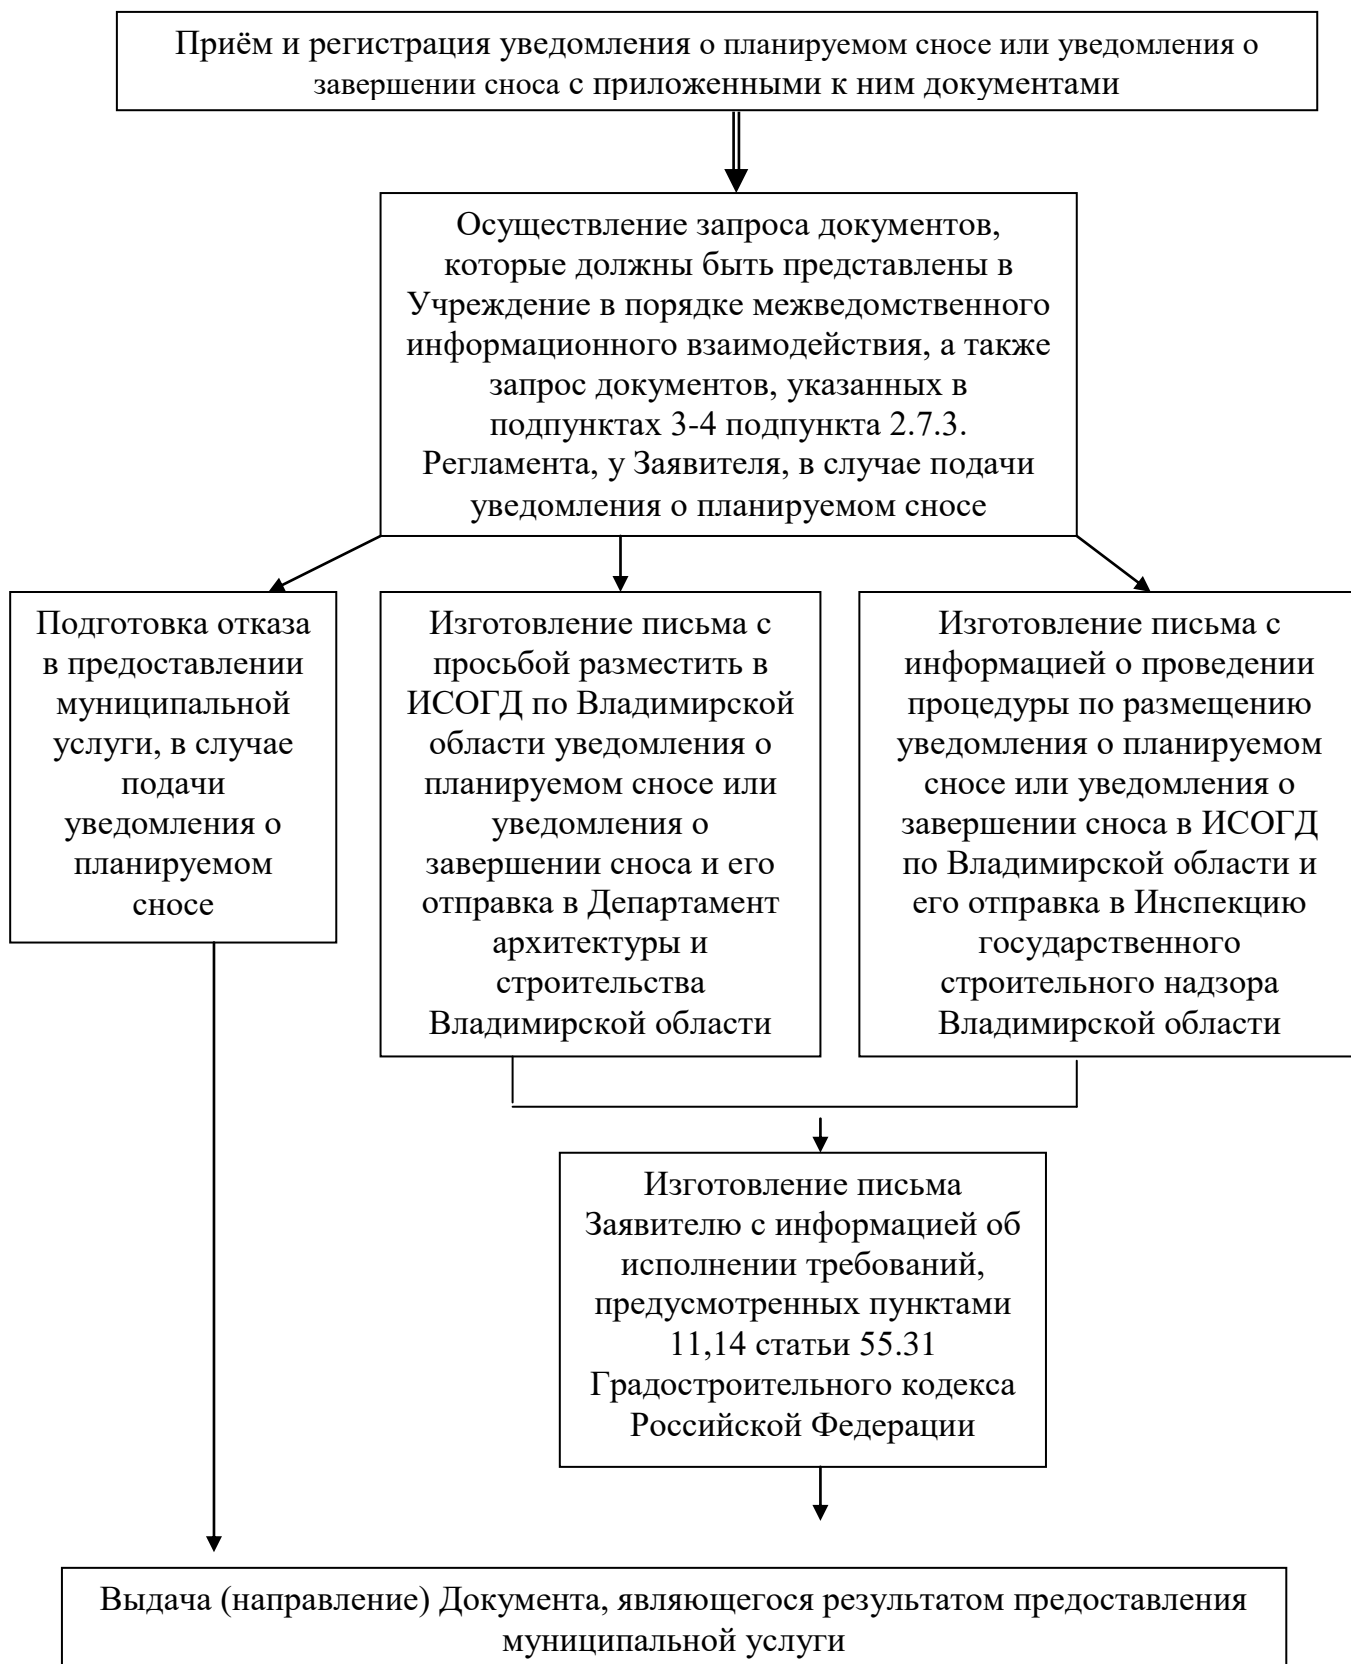 Приём и регистрация уведомления о планируемом сносе или уведомления о
завершении сноса с приложенными к ним документами
Осуществление запроса документов,
которые должны быть представлены в
Учреждение в порядке межведомственного
информационного взаимодействия, а также
запрос документов, указанных в
подпунктах 3-4 подпункта 2.7.3.
Регламента, у Заявителя, в случае подачи
уведомления о планируемом сносе
Подготовка отказа
в предоставлении
муниципальной
услуги, в случае
подачи
уведомления о
планируемом
сносе
Изготовление письма с
просьбой разместить в
ИСОГД по Владимирской
области уведомления о
планируемом сносе или
уведомления о
завершении сноса и его
отправка в Департамент
архитектуры и
строительства
Владимирской области
Изготовление письма с
информацией о проведении
процедуры по размещению
уведомления о планируемом
сносе или уведомления о
завершении сноса в ИСОГД
по Владимирской области и
его отправка в Инспекцию
государственного
строительного надзора
Владимирской области
Изготовление письма
Заявителю с информацией об
исполнении требований,
предусмотренных пунктами
11,14 статьи 55.31
Градостроительного кодекса
Российской Федерации
Выдача (направление) Документа, являющегося результатом предоставления
муниципальной услуги